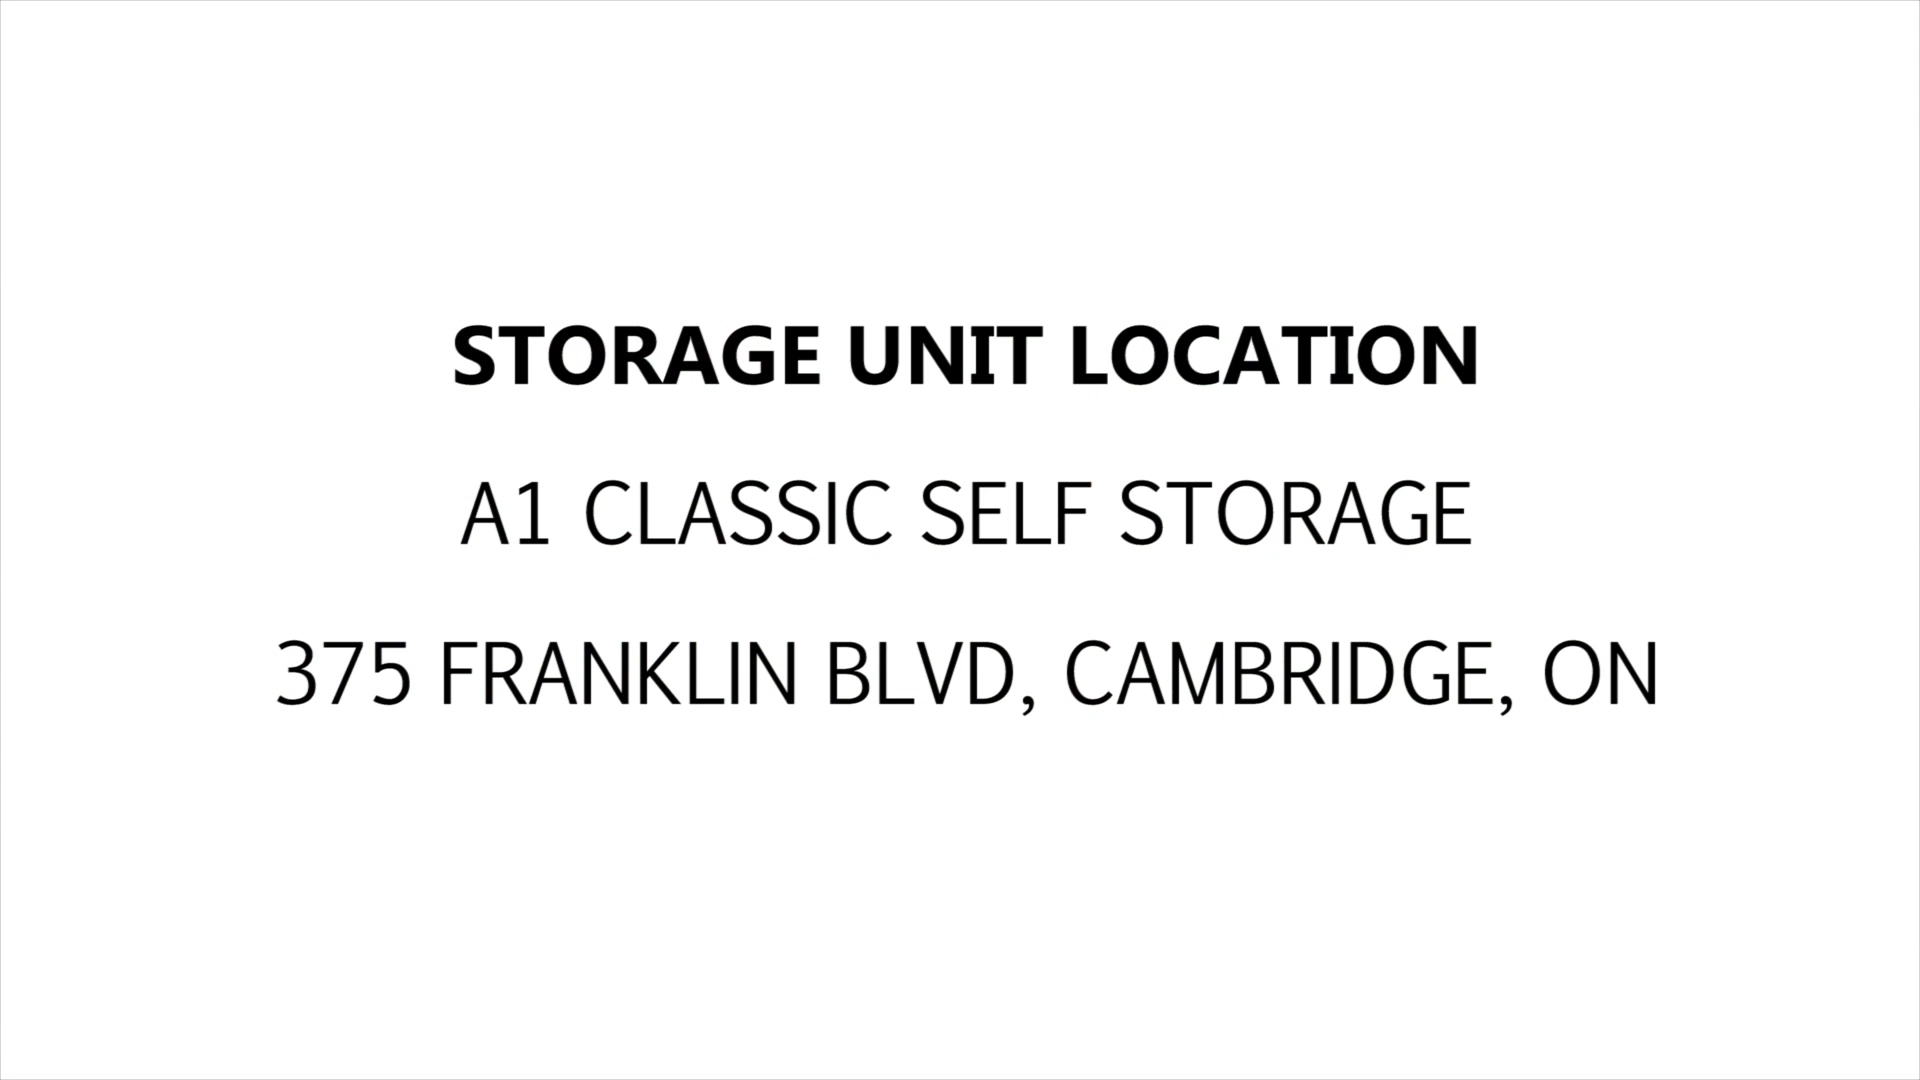 STORAGE UNIT LOCATION
A1 CLASSIC SELF STORAGE
375 FRANKLIN BLVD, CAMBRIDGE, ON